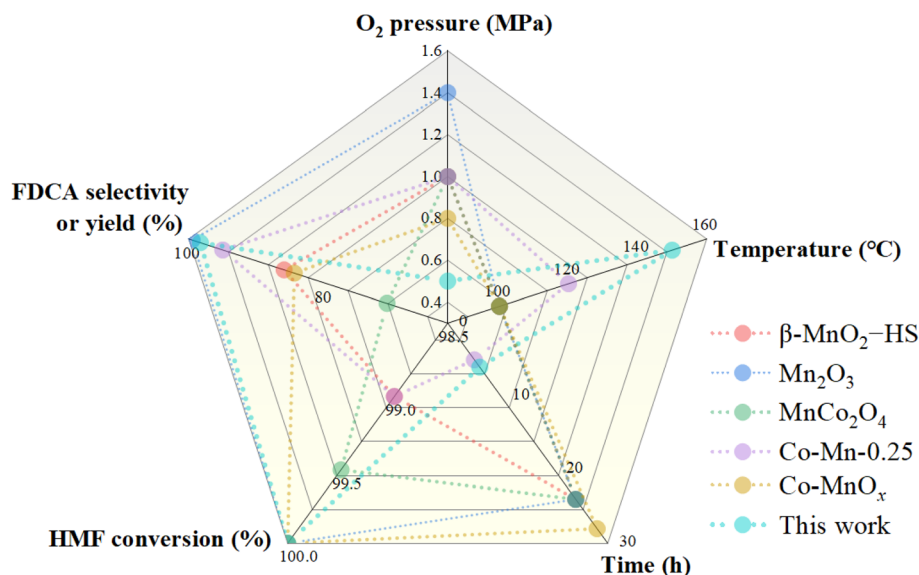 O₂ pressure (MPa)
1.6
1.4
1.2
1.0
0.8
0.6
0.4
FDCA selectivity
or yield (%)
100
80
160
Temperature (℃)
140
120
100
0
98.5
10
20
30
Time (h)
99.0
99.5
100.0
HMF conversion (%)
β-MnO₂−HS
Mn₂O₃
MnCo₂O₄
Co-Mn-0.25
Co-MnOₓ
This work